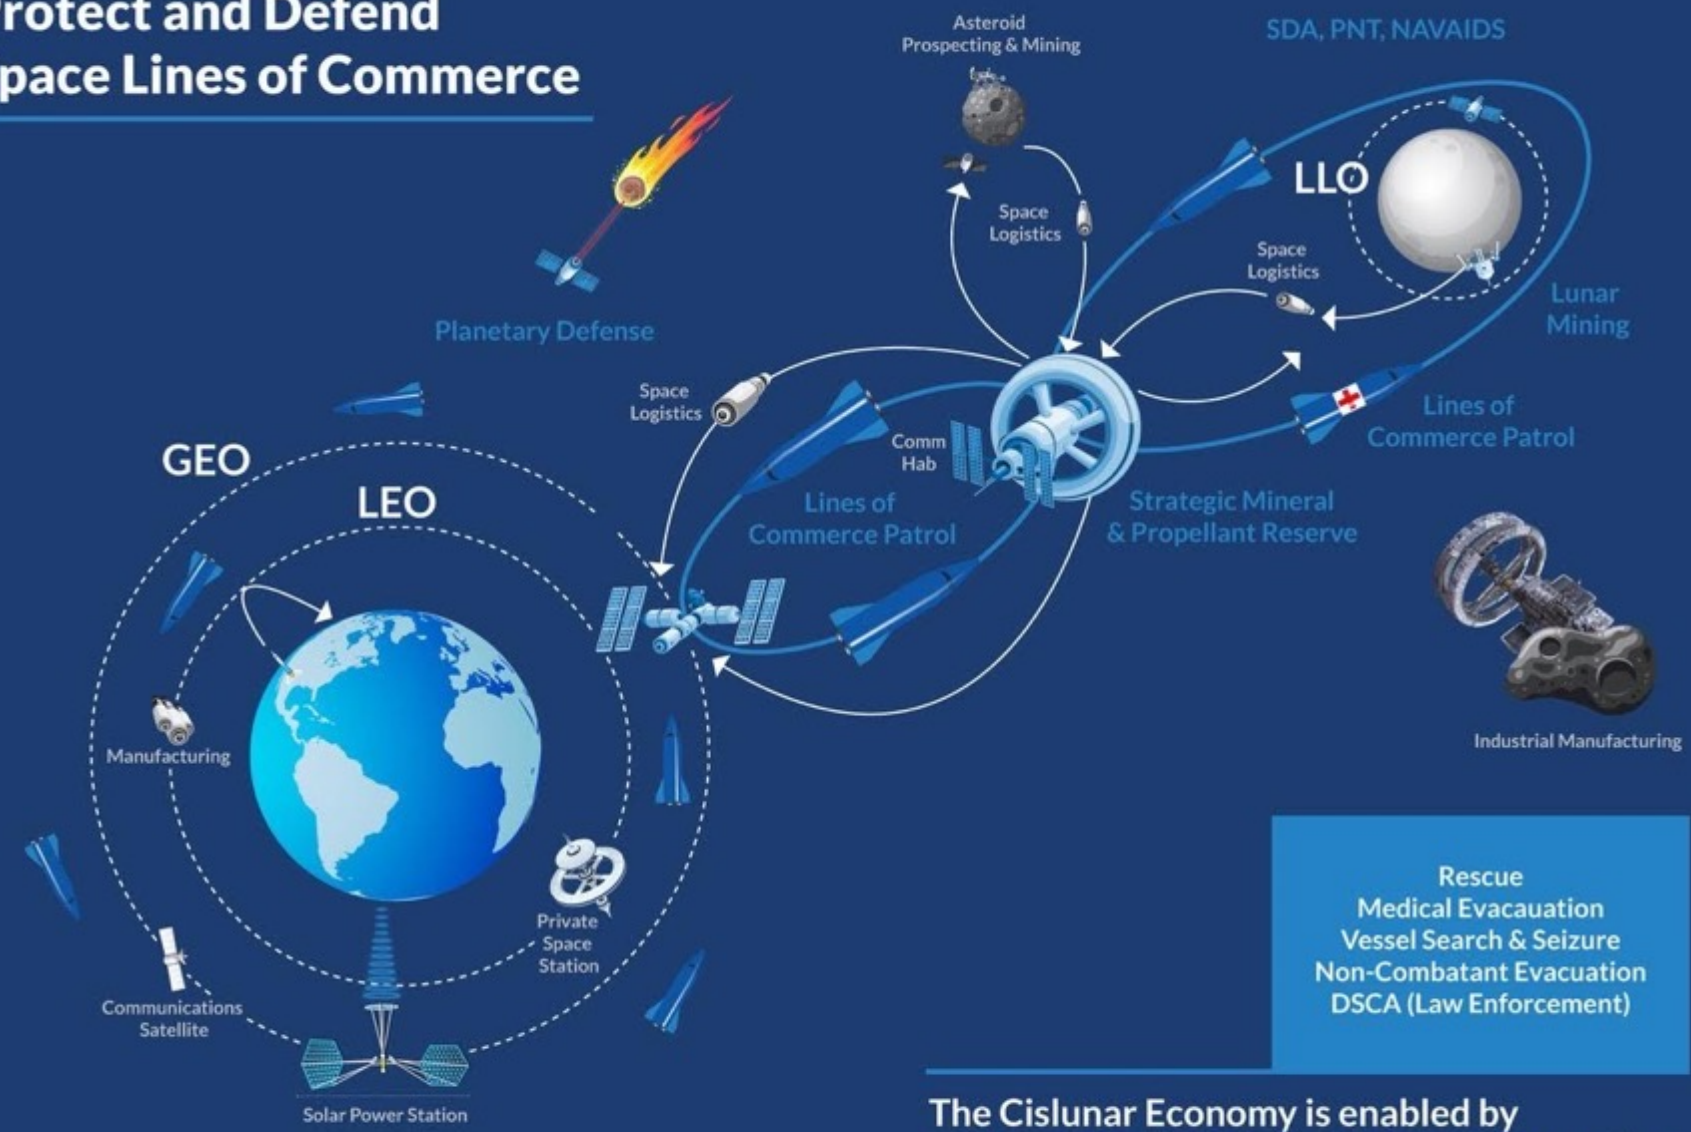 rotect and Defend
pace Lines of Commerce
Asteroid
Prospecting & Mining
SDA, PNT, NAVAIDS
LLO
Space
Logistics
Space
Logistics
Lunar
Mining
Planetary Defense
Space
Logistics
Lines of
Commerce Patrol
Comm
Hab
GEO
LEO
Lines of
Commerce Patrol
Strategic Mineral
& Propellant Reserve
Manufacturing
Industrial Manufacturing
Private
Space
Station
Communications
Satellite
Solar Power Station
Rescue
Medical Evacauation
Vessel Search & Seizure
Non-Combatant Evacuation
DSCA (Law Enforcement)
The Cislunar Economy is enabled by